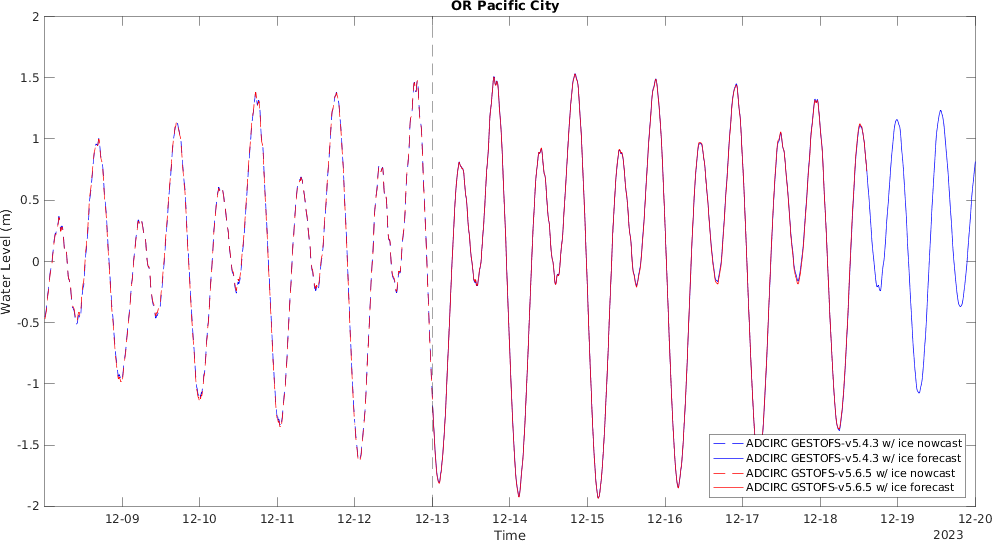 OR Pacific City
2
1.5
1
0.5
0
-0.5
-1
-1.5
-2
Water Level (m)
ADCIRC GESTOFS-v5.4.3 w/ ice nowcast
ADCIRC GESTOFS-v5.4.3 w/ ice forecast
ADCIRC GSTOFS-v5.6.5 w/ ice nowcast
ADCIRC GSTOFS-v5.6.5 w/ ice forecast
12-09 12-10 12-11 12-12 12-13 12-14 12-15 12-16 12-17 12-18 12-19 12-20
Time 2023